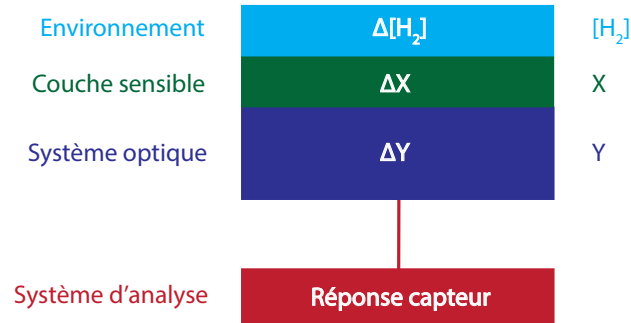 Environnement Δ[H₂] [H₂]
Couche sensible ΔX X
Système optique ΔY Y
Système d’analyse Réponse capteur